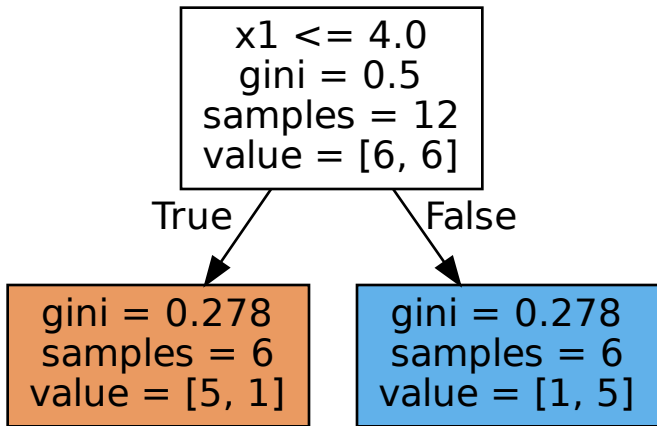 x1 <= 4.0
gini = 0.5
samples = 12
value = [6, 6]
True
False
gini = 0.278
samples = 6
value = [5, 1]
gini = 0.278
samples = 6
value = [1, 5]